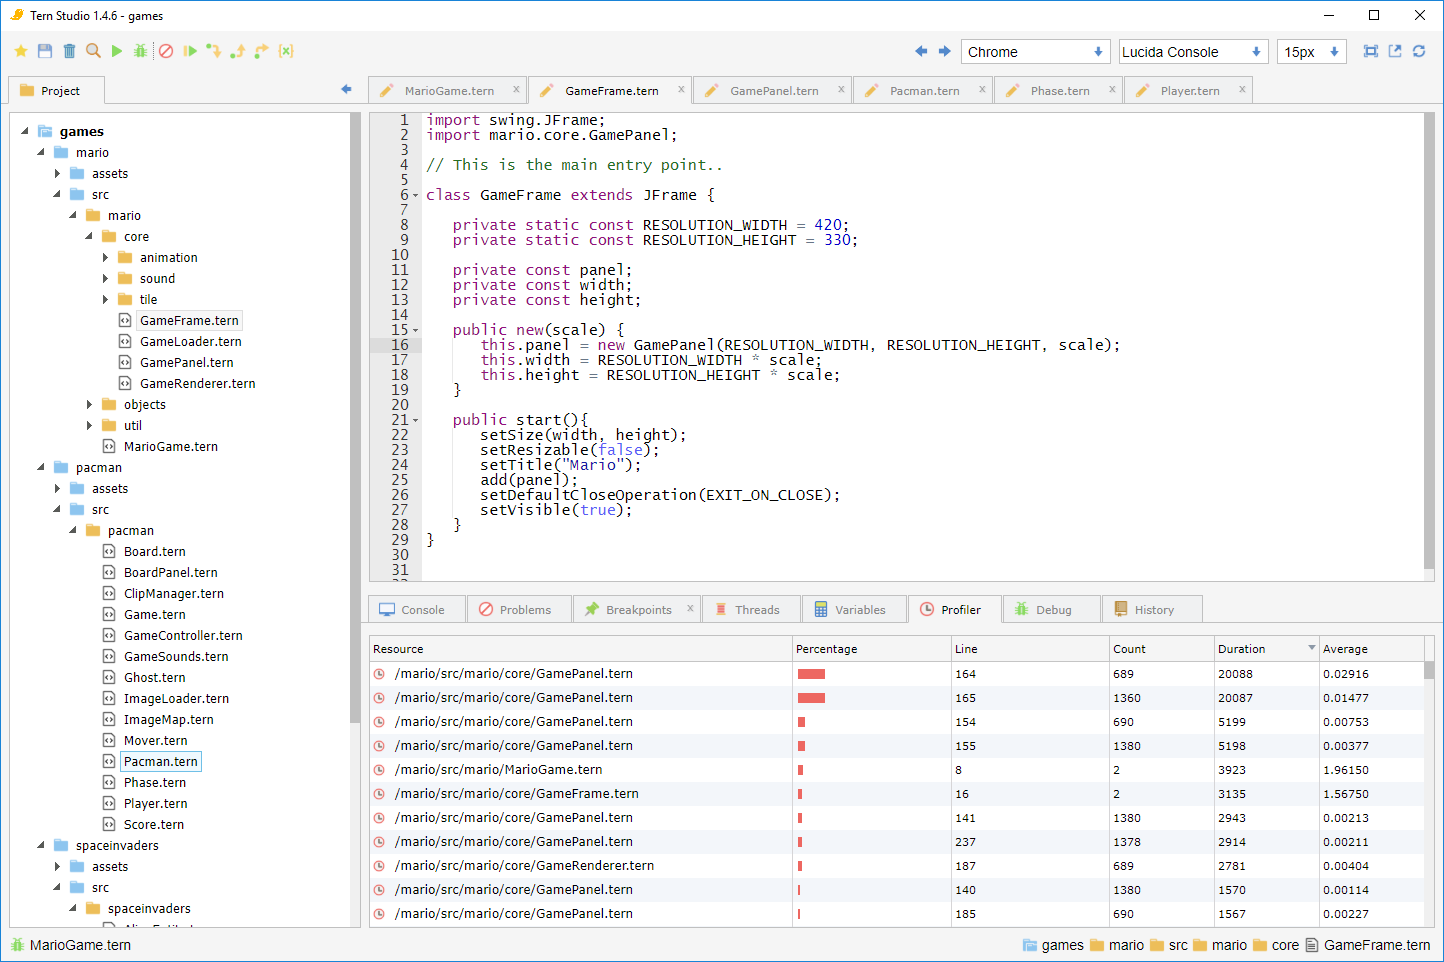 Tern Studio 1.4.6 - games
Chrome
Lucida Console
15px
Project
MarioGame.tern
GameFrame.tern
GamePanel.tern
Pacman.tern
Phase.tern
Player.tern
games
mario
assets
src
mario
core
animation
sound
tile
GameFrame.tern
GameLoader.tern
GamePanel.tern
GameRenderer.tern
objects
util
MarioGame.tern
pacman
assets
src
pacman
Board.tern
BoardPanel.tern
ClipManager.tern
Game.tern
GameController.tern
GameSounds.tern
Ghost.tern
ImageLoader.tern
ImageMap.tern
Mover.tern
Pacman.tern
Phase.tern
Player.tern
Score.tern
spaceinvaders
assets
src
spaceinvaders
1 import swing.JFrame;
2 import mario.core.GamePanel;
3
4 // This is the main entry point..
5
6 class GameFrame extends JFrame {
7
8 private static const RESOLUTION_WIDTH = 420;
9 private static const RESOLUTION_HEIGHT = 330;
10
11 private const panel;
12 private const width;
13 private const height;
14
15 public new(scale) {
16 this.panel = new GamePanel(RESOLUTION_WIDTH, RESOLUTION_HEIGHT, scale);
17 this.width = RESOLUTION_WIDTH * scale;
18 this.height = RESOLUTION_HEIGHT * scale;
19 }
20
21 public start(){
22 setSize(width, height);
23 setResizable(false);
24 setTitle("Mario");
25 add(panel);
26 setDefaultCloseOperation(EXIT_ON_CLOSE);
27 setVisible(true);
28 }
29 }
30
31
Console
Problems
Breakpoints
Threads
Variables
Profiler
Debug
History
Resource Percentage Line Count Duration Average
/mario/src/mario/core/GamePanel.tern 164 689 20088 0.02916
/mario/src/mario/core/GamePanel.tern 165 1360 20087 0.01477
/mario/src/mario/core/GamePanel.tern 154 690 5199 0.00753
/mario/src/mario/core/GamePanel.tern 155 1380 5198 0.00377
/mario/src/mario/MarioGame.tern 8 2 3923 1.96150
/mario/src/mario/core/GameFrame.tern 16 2 3135 1.56750
/mario/src/mario/core/GamePanel.tern 141 1380 2943 0.00213
/mario/src/mario/core/GamePanel.tern 237 1378 2914 0.00211
/mario/src/mario/core/GameRenderer.tern 187 689 2781 0.00404
/mario/src/mario/core/GamePanel.tern 140 1380 1570 0.00114
/mario/src/mario/core/GamePanel.tern 185 690 1567 0.00227
MarioGame.tern
games mario src mario core GameFrame.tern